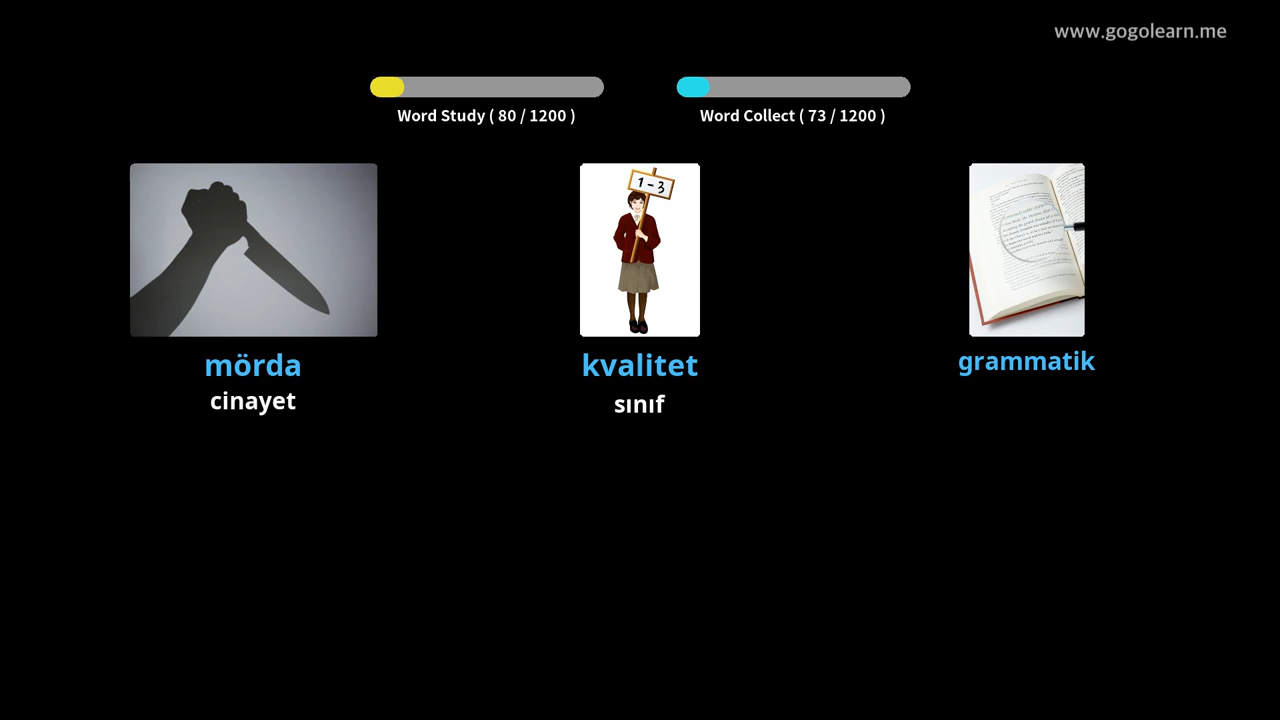 www.gogolearn.me
Word Study ( 80 / 1200 )
Word Collect ( 73 / 1200 )
1 - 3
mörda
kvalitet
grammatik
cinayet
sınıf